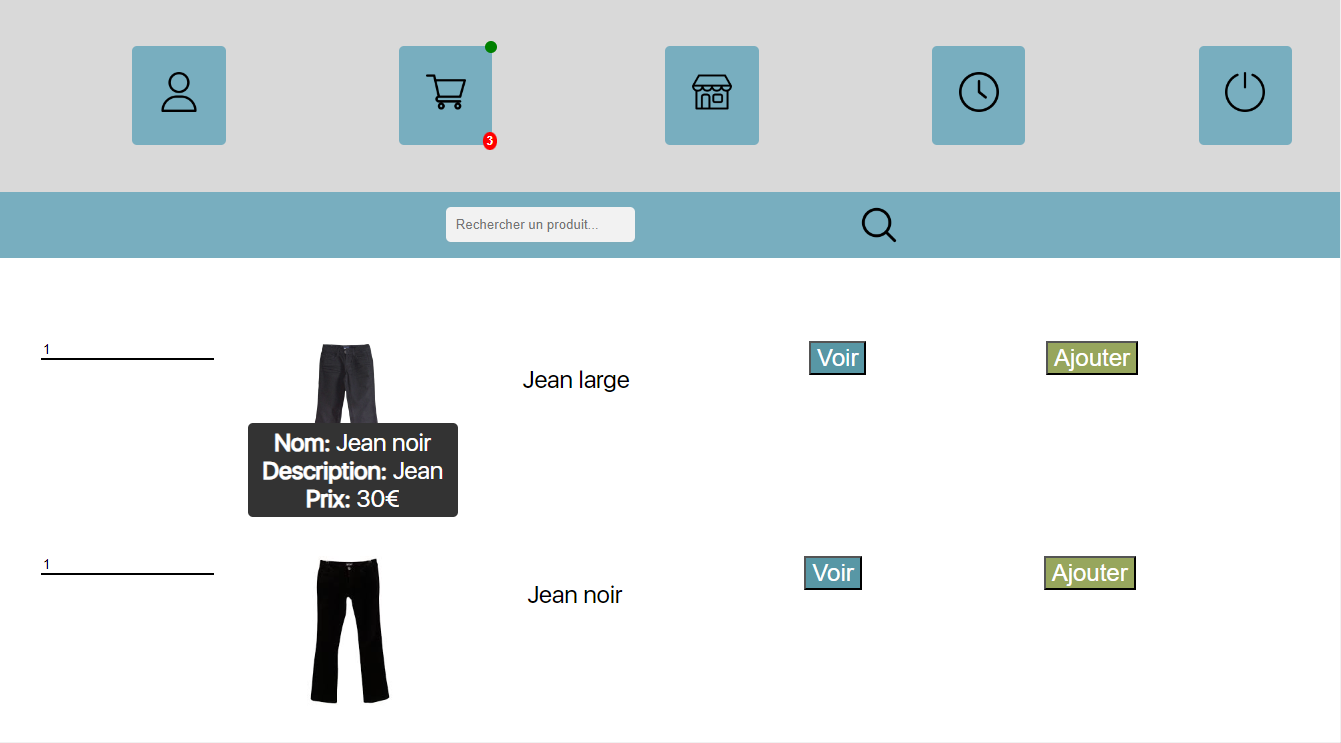 3
Rechercher un produit...
1
Jean large
Voir
Ajouter
Nom: Jean noir
Description: Jean
Prix: 30€
1
Jean noir
Voir
Ajouter